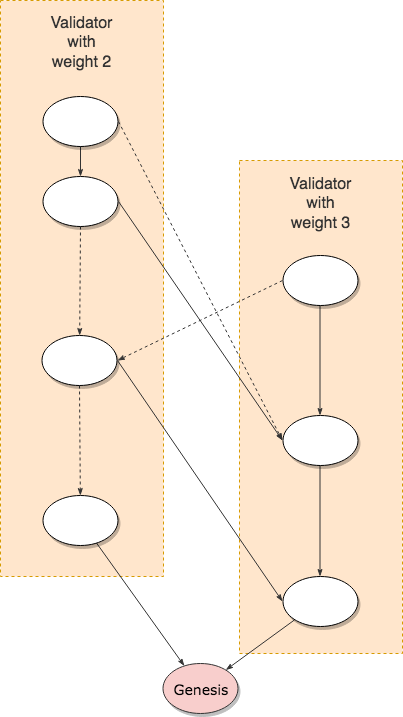 Validator
with
weight 2
Validator
with
weight 3
Genesis